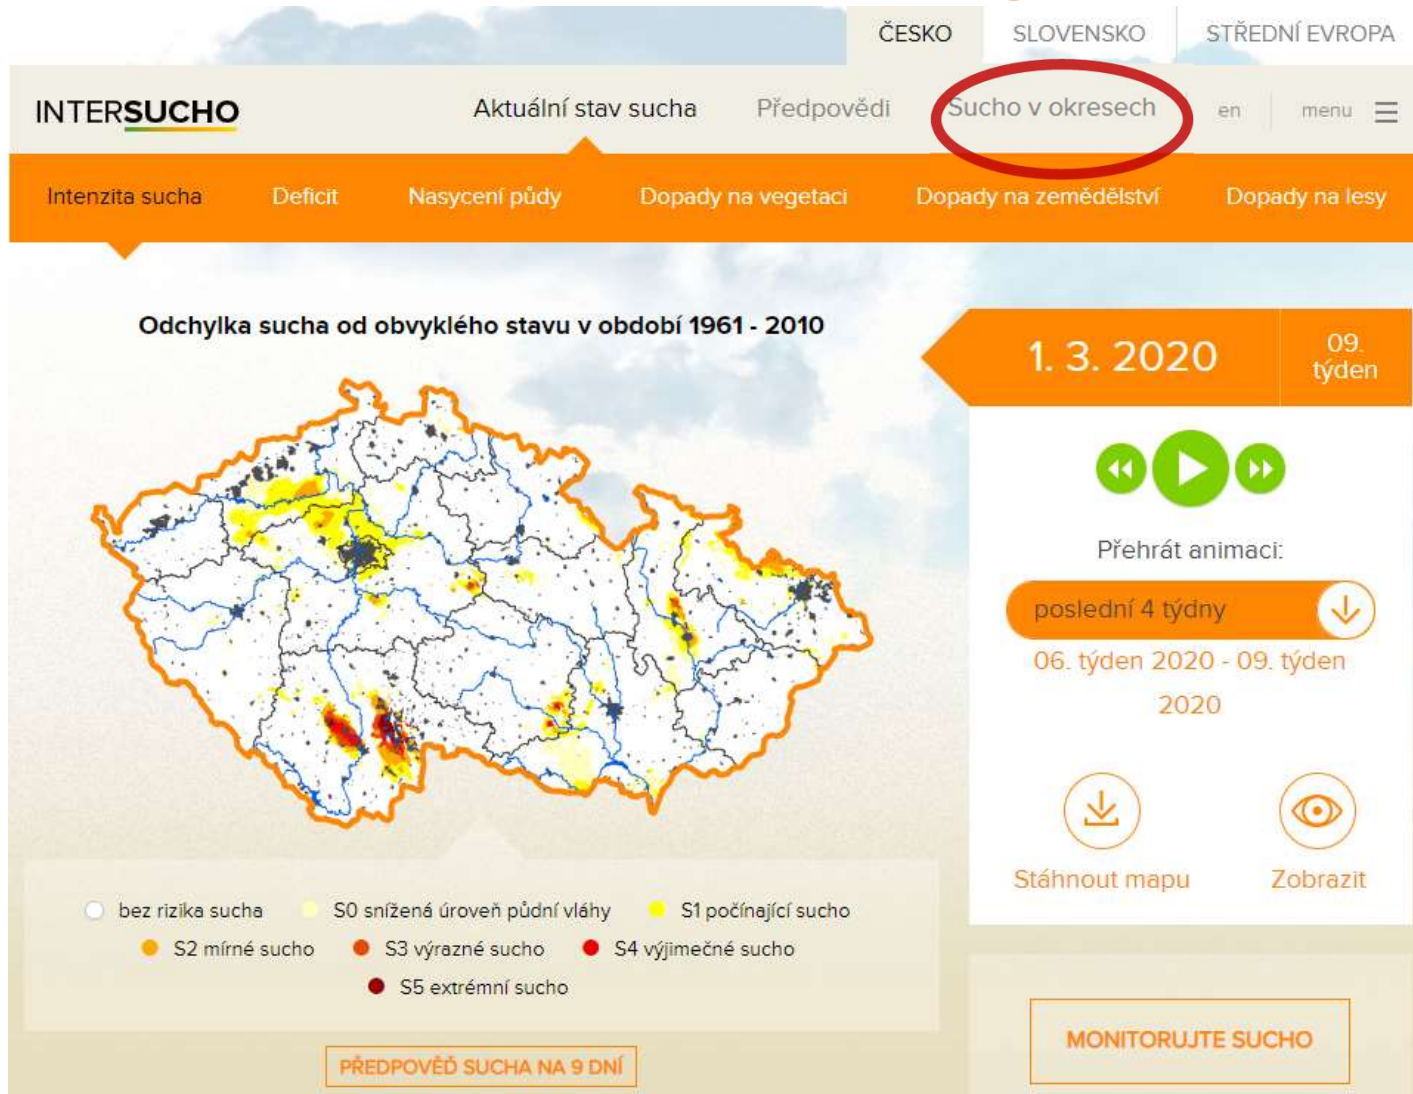 ČESKO SLOVENSKO STŘEDNÍ EVROPA
INTERSUCHO Aktuální stav sucha Předpovědi Sucho v okresech en menu
Intenzita sucha Deficit Nasycení půdy Dopady na vegetaci Dopady na zemědělství Dopady na lesy
Odchylka sucha od obvyklého stavu v období 1961 - 2010
1. 3. 2020
09.
týden
Přehrát animaci:
poslední 4 týdny
06. týden 2020 - 09. týden
2020
Stáhnout mapu Zobrazit
bez rizika sucha S0 snížená úroveň půdní vláhy S1 počínající sucho
S2 mírné sucho S3 výrazné sucho S4 výjimečné sucho
S5 extrémní sucho
MONITORUJTE SUCHO
PŘEDPOVĚĎ SUCHA NA 9 DNÍ